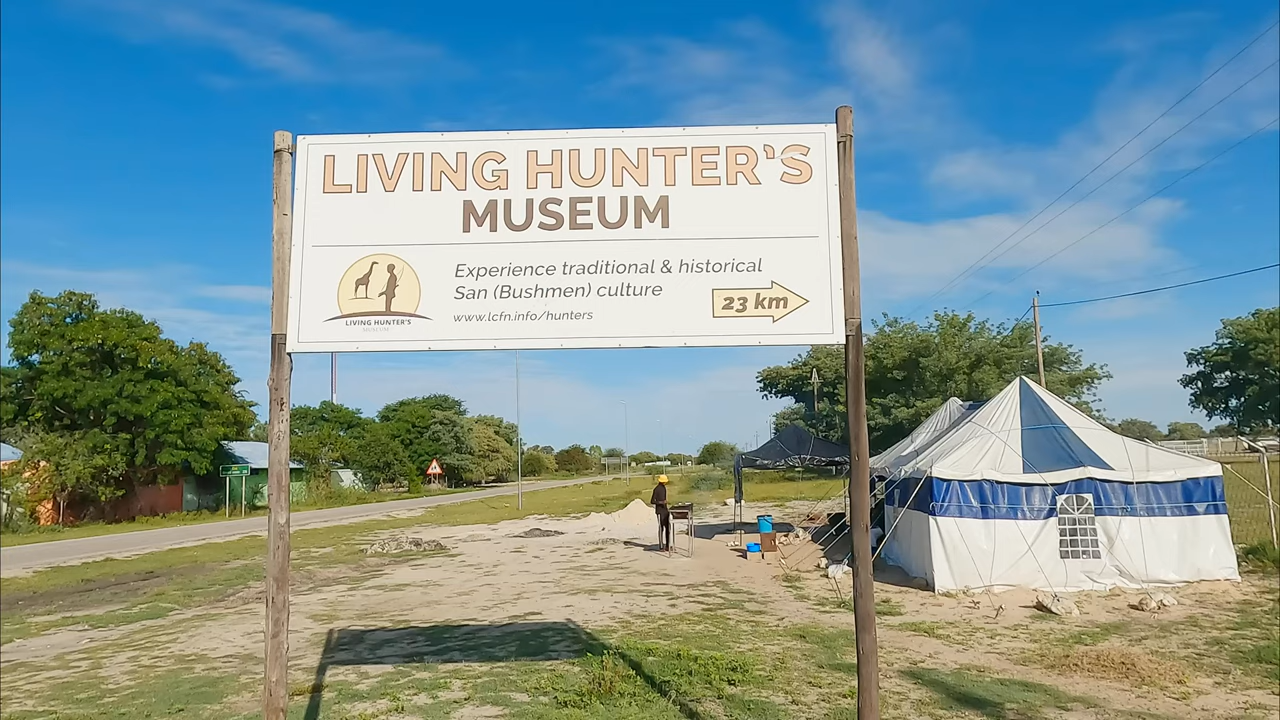 LIVING HUNTER'S
MUSEUM
Experience traditional & historical
San (Bushmen) culture
www.lcfn.info/hunters
23 km
LIVING HUNTER'S
MUSEUM